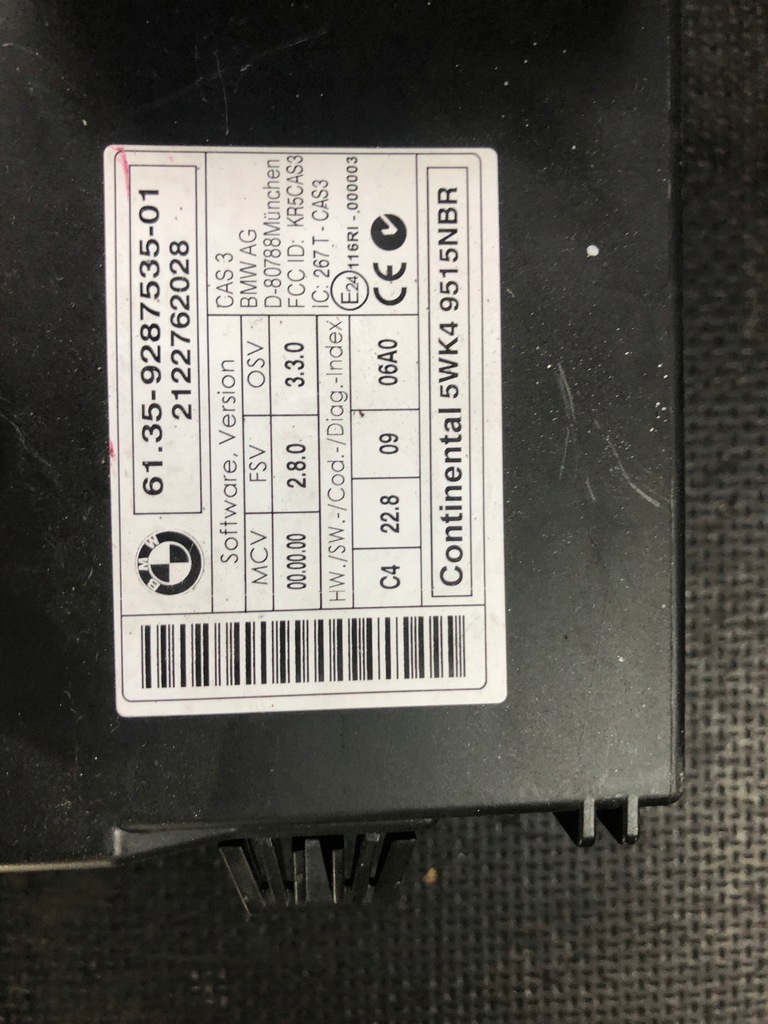 61.35-9287535-01
2122762028
BMW
Software, Version
MCV FSV OSV
00.00.00 2.8.0 3.3.0
HW./SW.-/Cod.-/Diag.-Index
C4 22.8 09 06A0
CAS 3
BMW AG
D-80788München
FCC ID: KR5CAS3
IC: 267,T - CAS3
E24 116RI-,000003
CE
Continental 5WK4 9515NBR